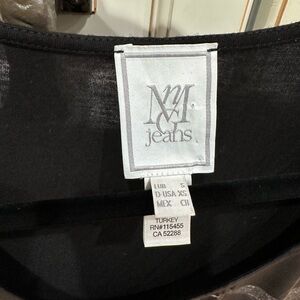 jeans
S
D-USA XS
MEX CH
TURKEY
RN#115455
CA 52288